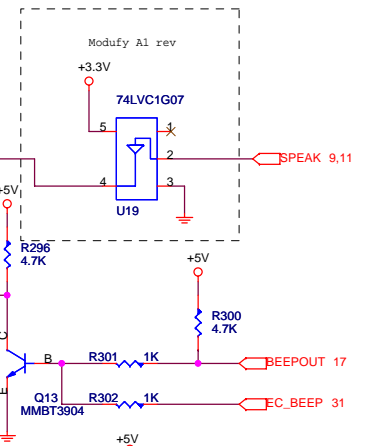 Modufy A1 rev
+3.3V
74LVC1G07
5
1
2
SPEAK 9,11
4
3
U19
+5V
R296
4.7K
+5V
R300
4.7K
C
B
R301
1K
BEEPOUT 17
E
Q13
MMBT3904
R302
1K
EC_BEEP 31
+5V